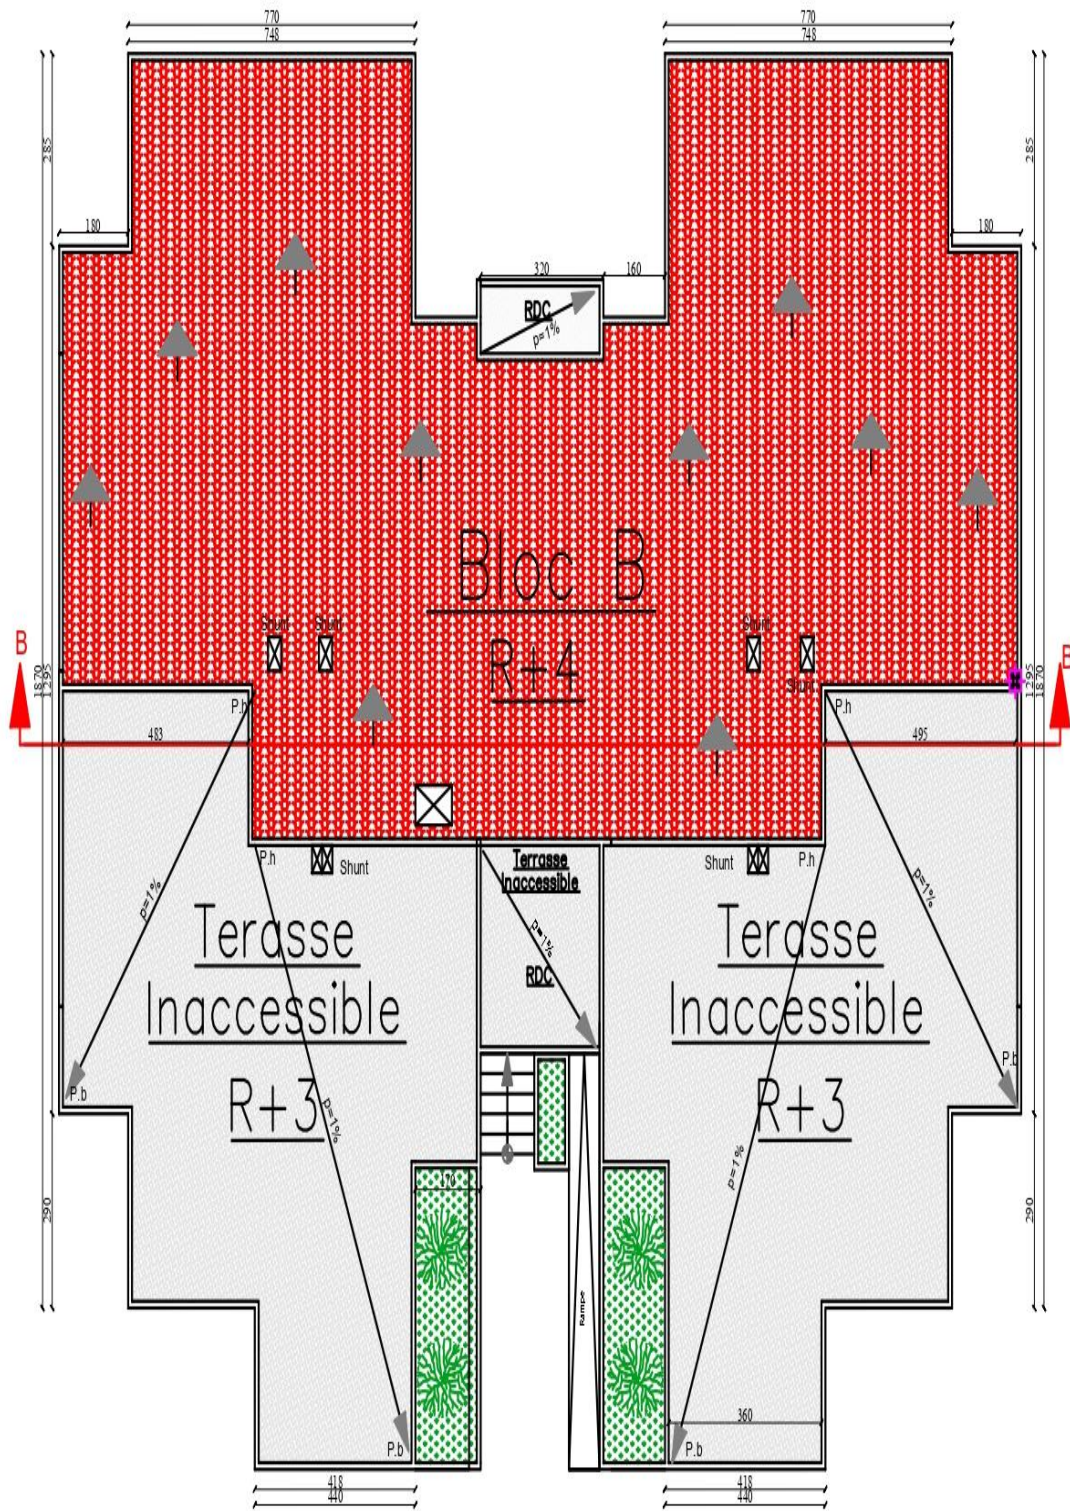 770
770
748
748
285
285
180
180
320
160
RDC
p=1%
Bloc B
R+4
Shunt
Shunt
Shunt
Shunt
B
B
1870
1295
1295
1870
P.h
P.h
483
495
P.h
Shunt
Terrasse
Inaccessible
Shunt
P.h
p=1%
p=1%
p=1%
RDC
Terasse
Inaccessible
R+3
Terasse
Inaccessible
R+3
P.b
P.b
p=1%
p=1%
170
290
290
Rampe
360
P.b
P.b
418
440
418
440